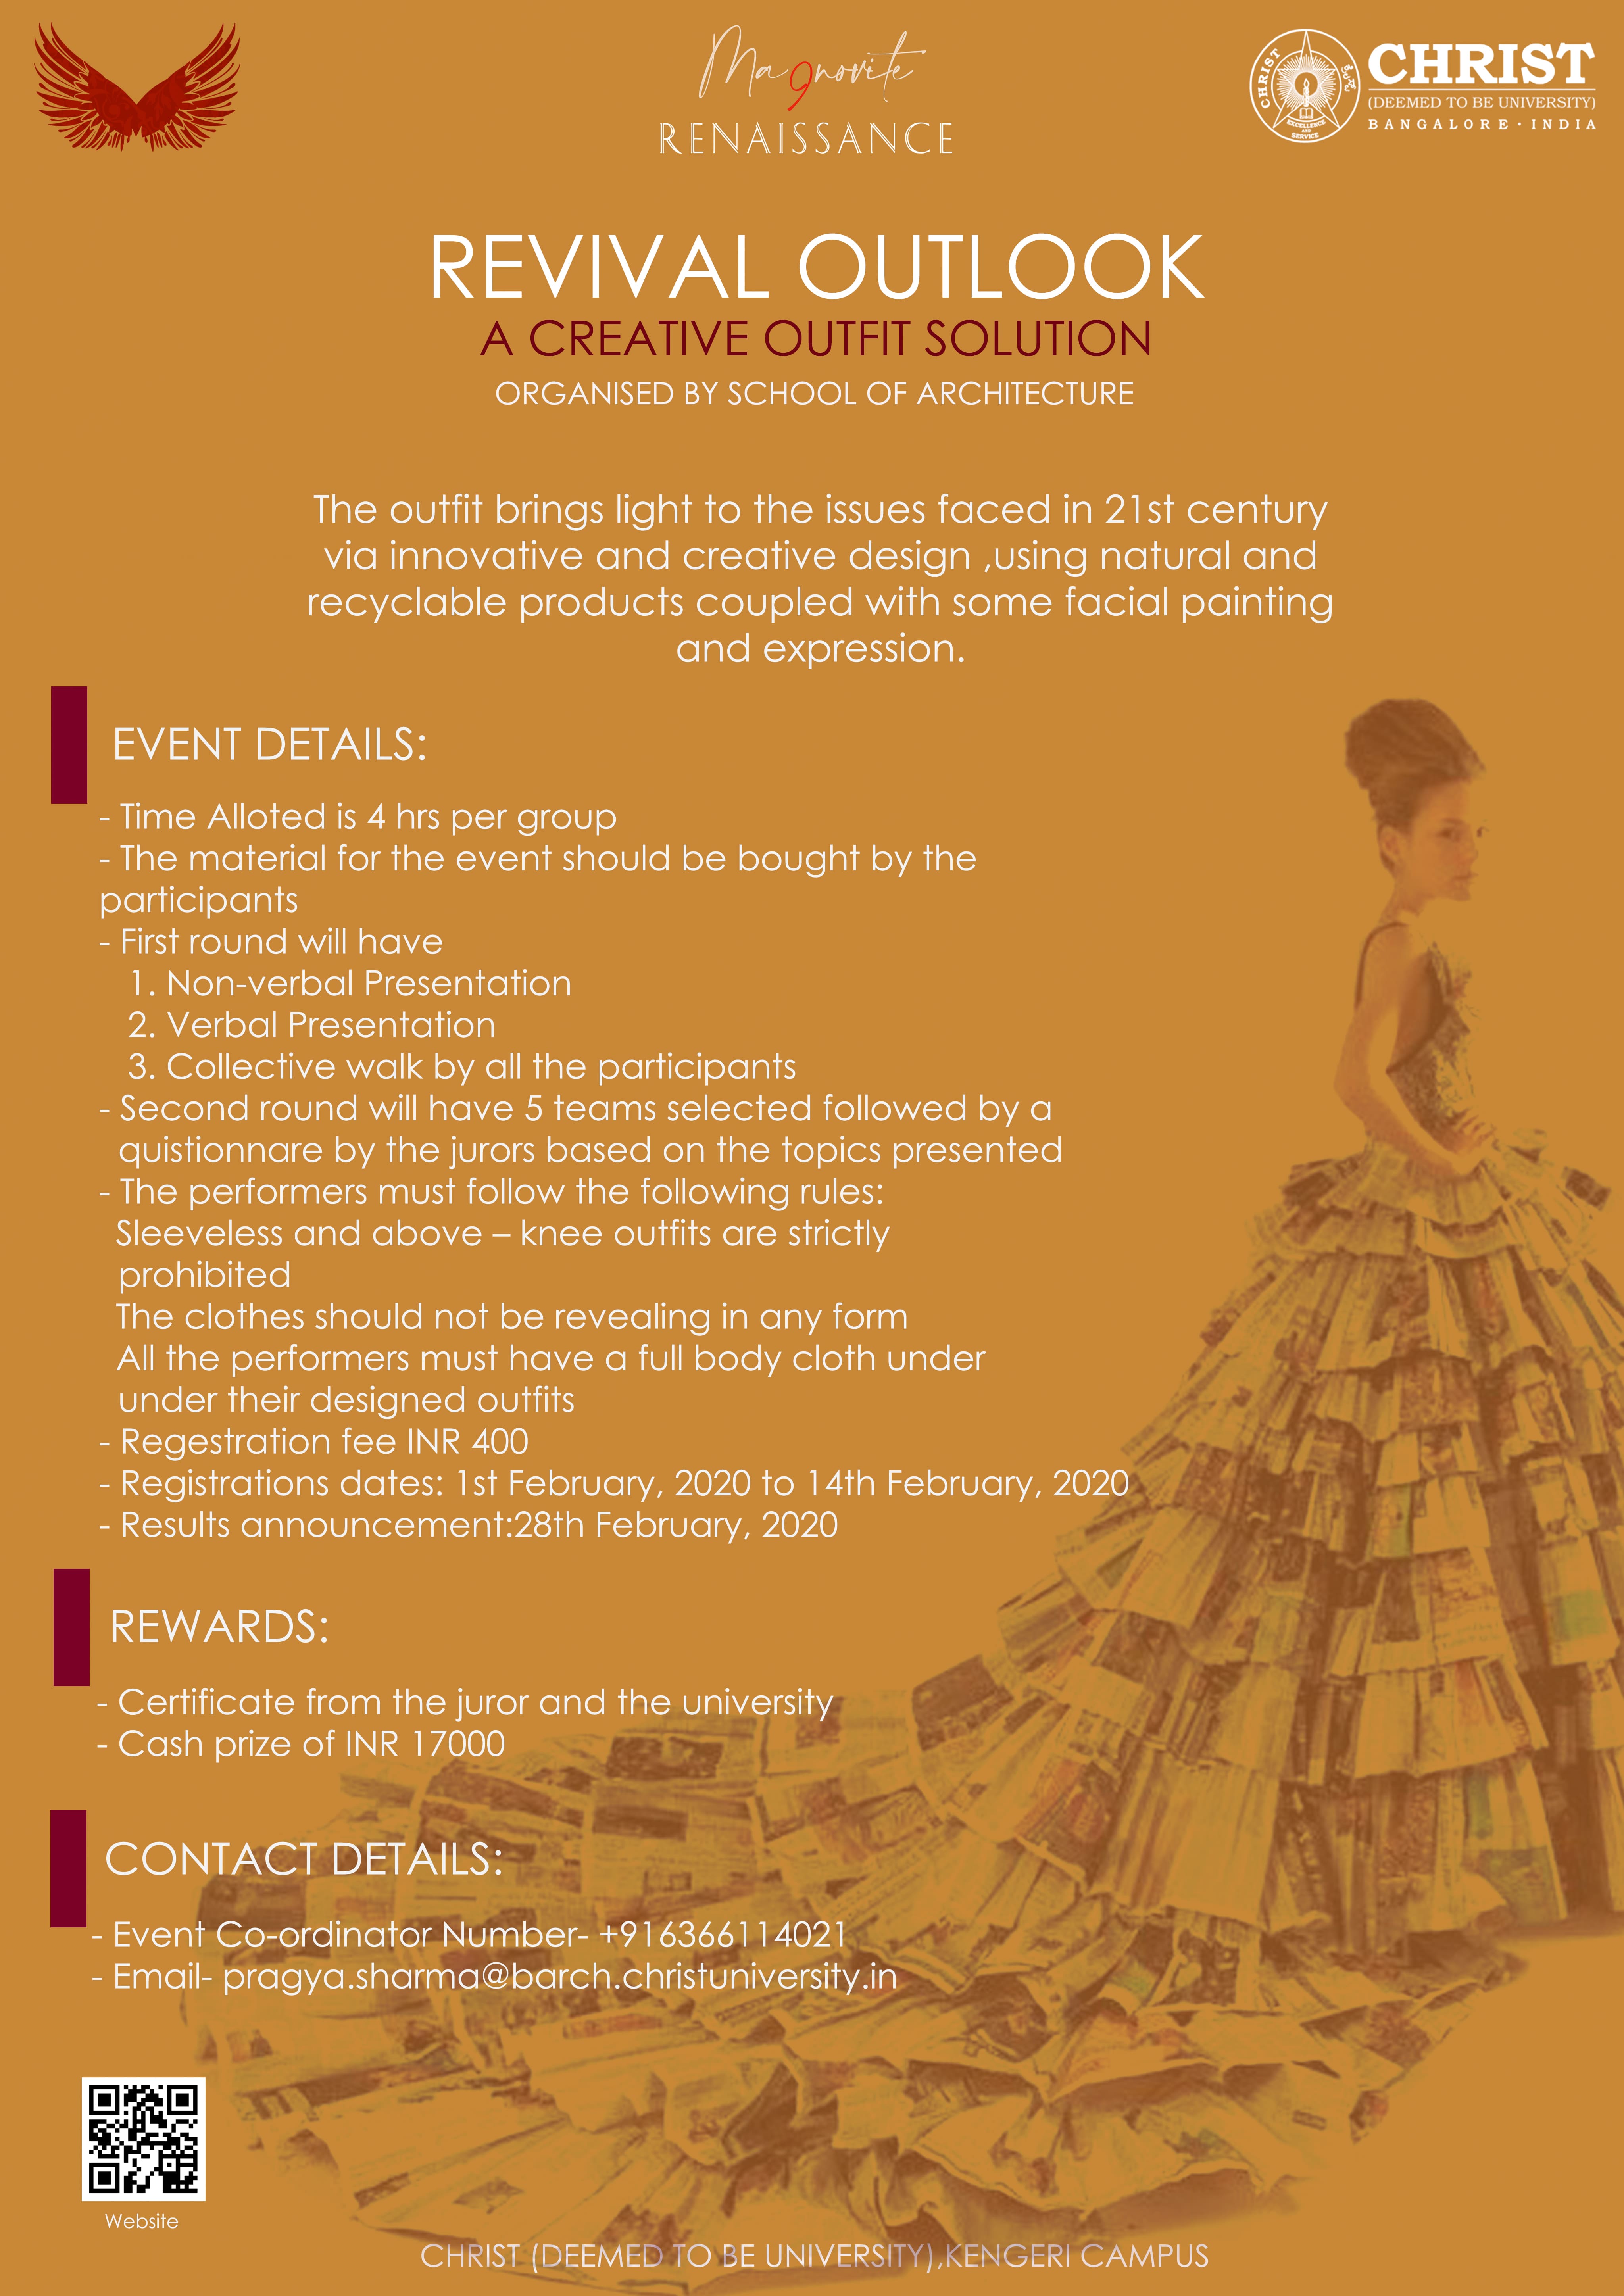 Magnovite
RENAISSANCE
CHRIST
EXCELLENCE
AND
SERVICE
CHRIST
(DEEMED TO BE UNIVERSITY)
BANGALORE · INDIA
REVIVAL OUTLOOK
A CREATIVE OUTFIT SOLUTION
ORGANISED BY SCHOOL OF ARCHITECTURE
The outfit brings light to the issues faced in 21st century
via innovative and creative design ,using natural and
recyclable products coupled with some facial painting
and expression.
EVENT DETAILS:
- Time Alloted is 4 hrs per group
- The material for the event should be bought by the
participants
- First round will have
1. Non-verbal Presentation
2. Verbal Presentation
3. Collective walk by all the participants
- Second round will have 5 teams selected followed by a
quistionnare by the jurors based on the topics presented
- The performers must follow the following rules:
Sleeveless and above – knee outfits are strictly
prohibited
The clothes should not be revealing in any form
All the performers must have a full body cloth under
under their designed outfits
- Regestration fee INR 400
- Registrations dates: 1st February, 2020 to 14th February, 2020
- Results announcement:28th February, 2020
REWARDS:
- Certificate from the juror and the university
- Cash prize of INR 17000
CONTACT DETAILS:
- Event Co-ordinator Number- +916366114021
- Email- pragya.sharma@barch.christuniversity.in
Website
CHRIST (DEEMED TO BE UNIVERSITY),KENGERI CAMPUS